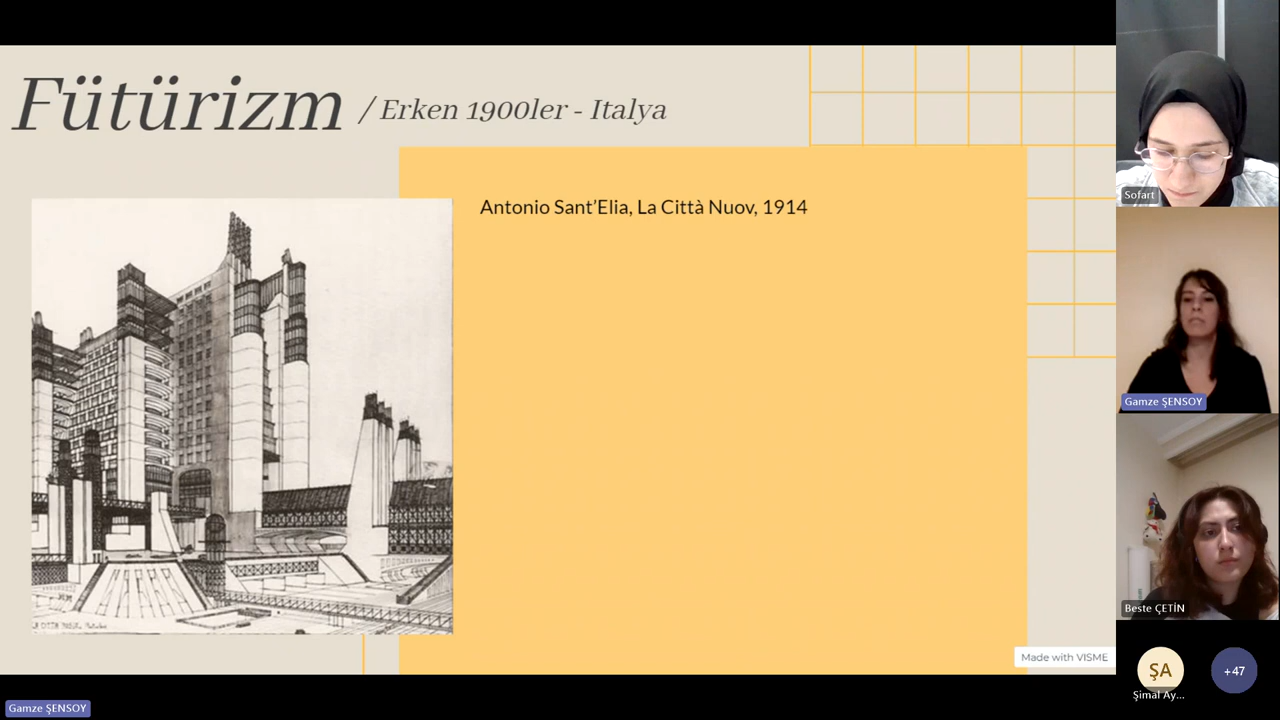 Fütürizm / Erken 1900ler - Italya
Antonio Sant'Elia, La Città Nuov, 1914
Made with VISME
Sofart
Gamze ŞENSOY
Beste ÇETİN
ŞA
Şimal Ay...
+47
Gamze ŞENSOY